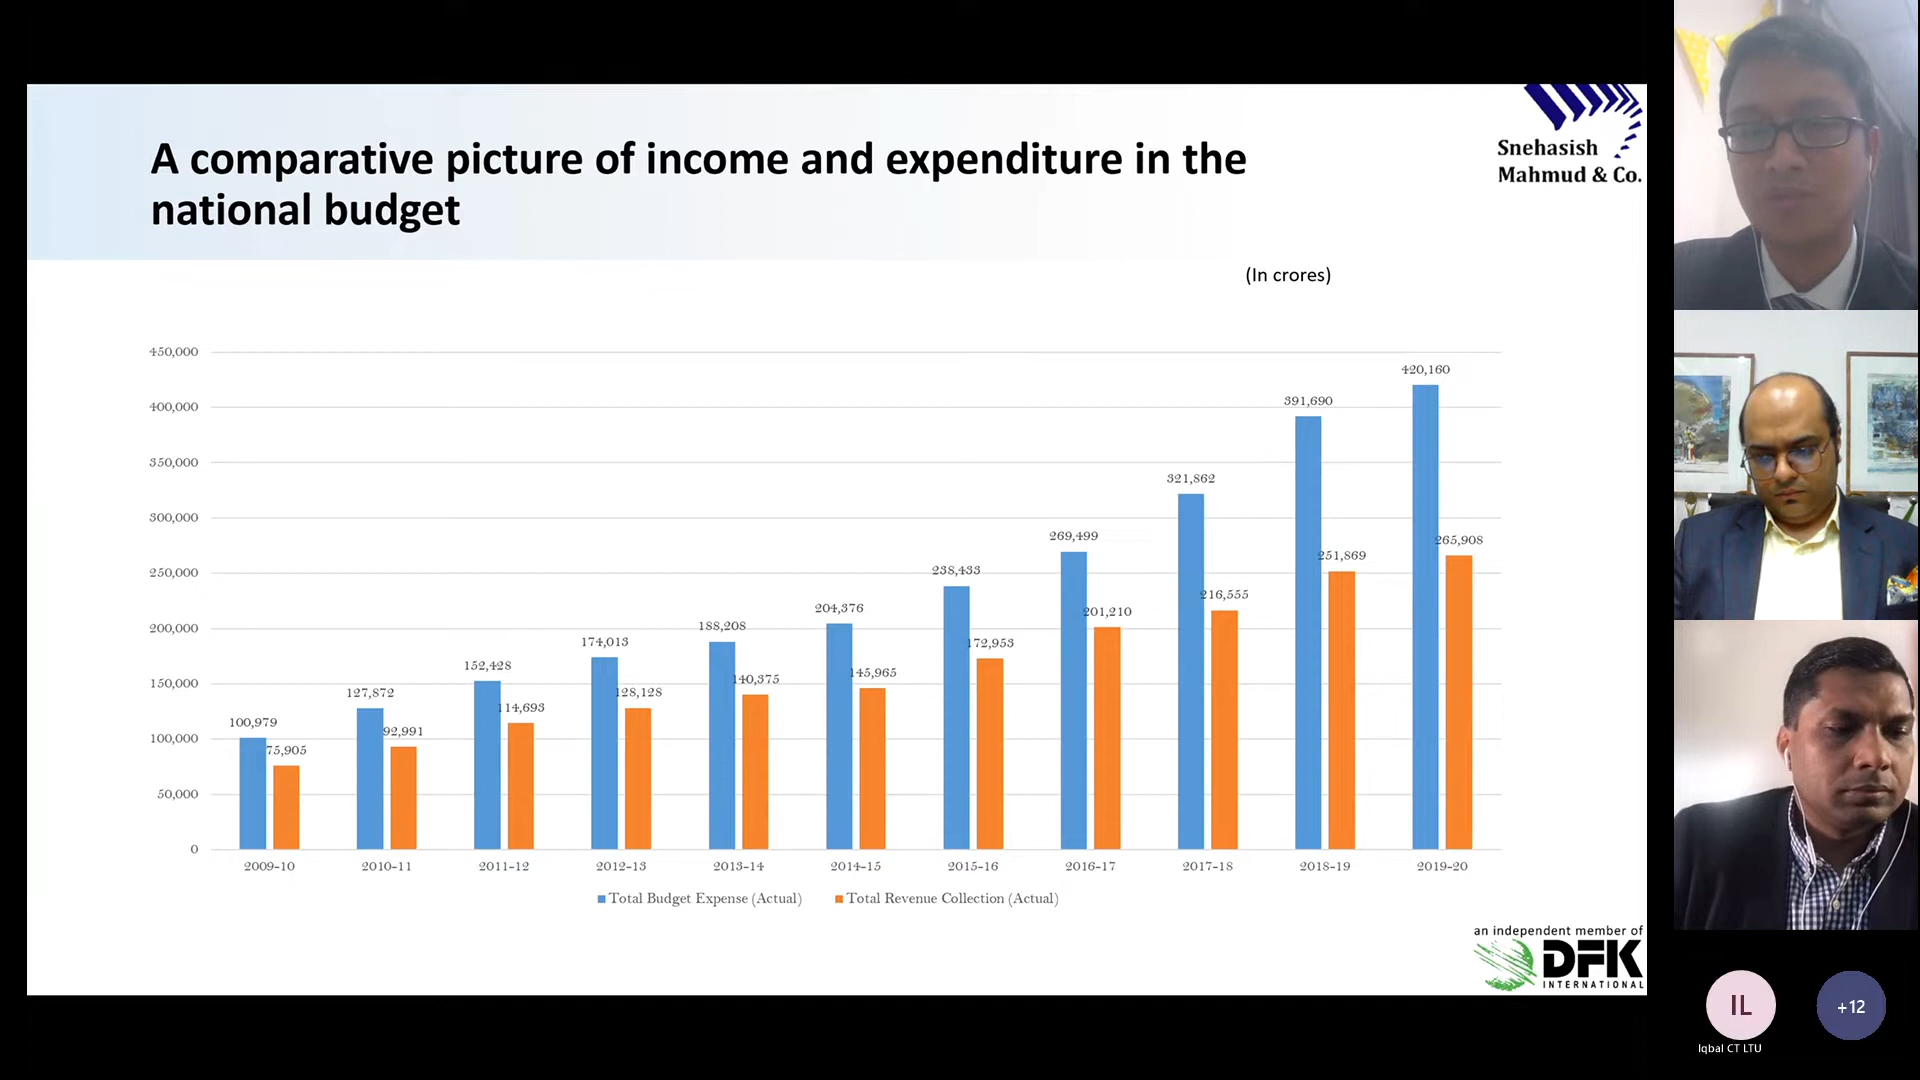 A comparative picture of income and expenditure in the
national budget
Snehasish
Mahmud & Co.
(In crores)
450,000
400,000
350,000
300,000
250,000
200,000
150,000
100,000
50,000
0
100,979
75,905
127,872
92,991
152,428
114,693
174,013
128,128
188,208
140,375
204,376
145,965
238,433
172,953
269,499
201,210
321,862
216,555
391,690
251,869
420,160
265,908
2009-10 2010-11 2011-12 2012-13 2013-14 2014-15 2015-16 2016-17 2017-18 2018-19 2019-20
Total Budget Expense (Actual) Total Revenue Collection (Actual)
an independent member of
DFK
INTERNATIONAL
IL
Iqbal CT LTU
+12